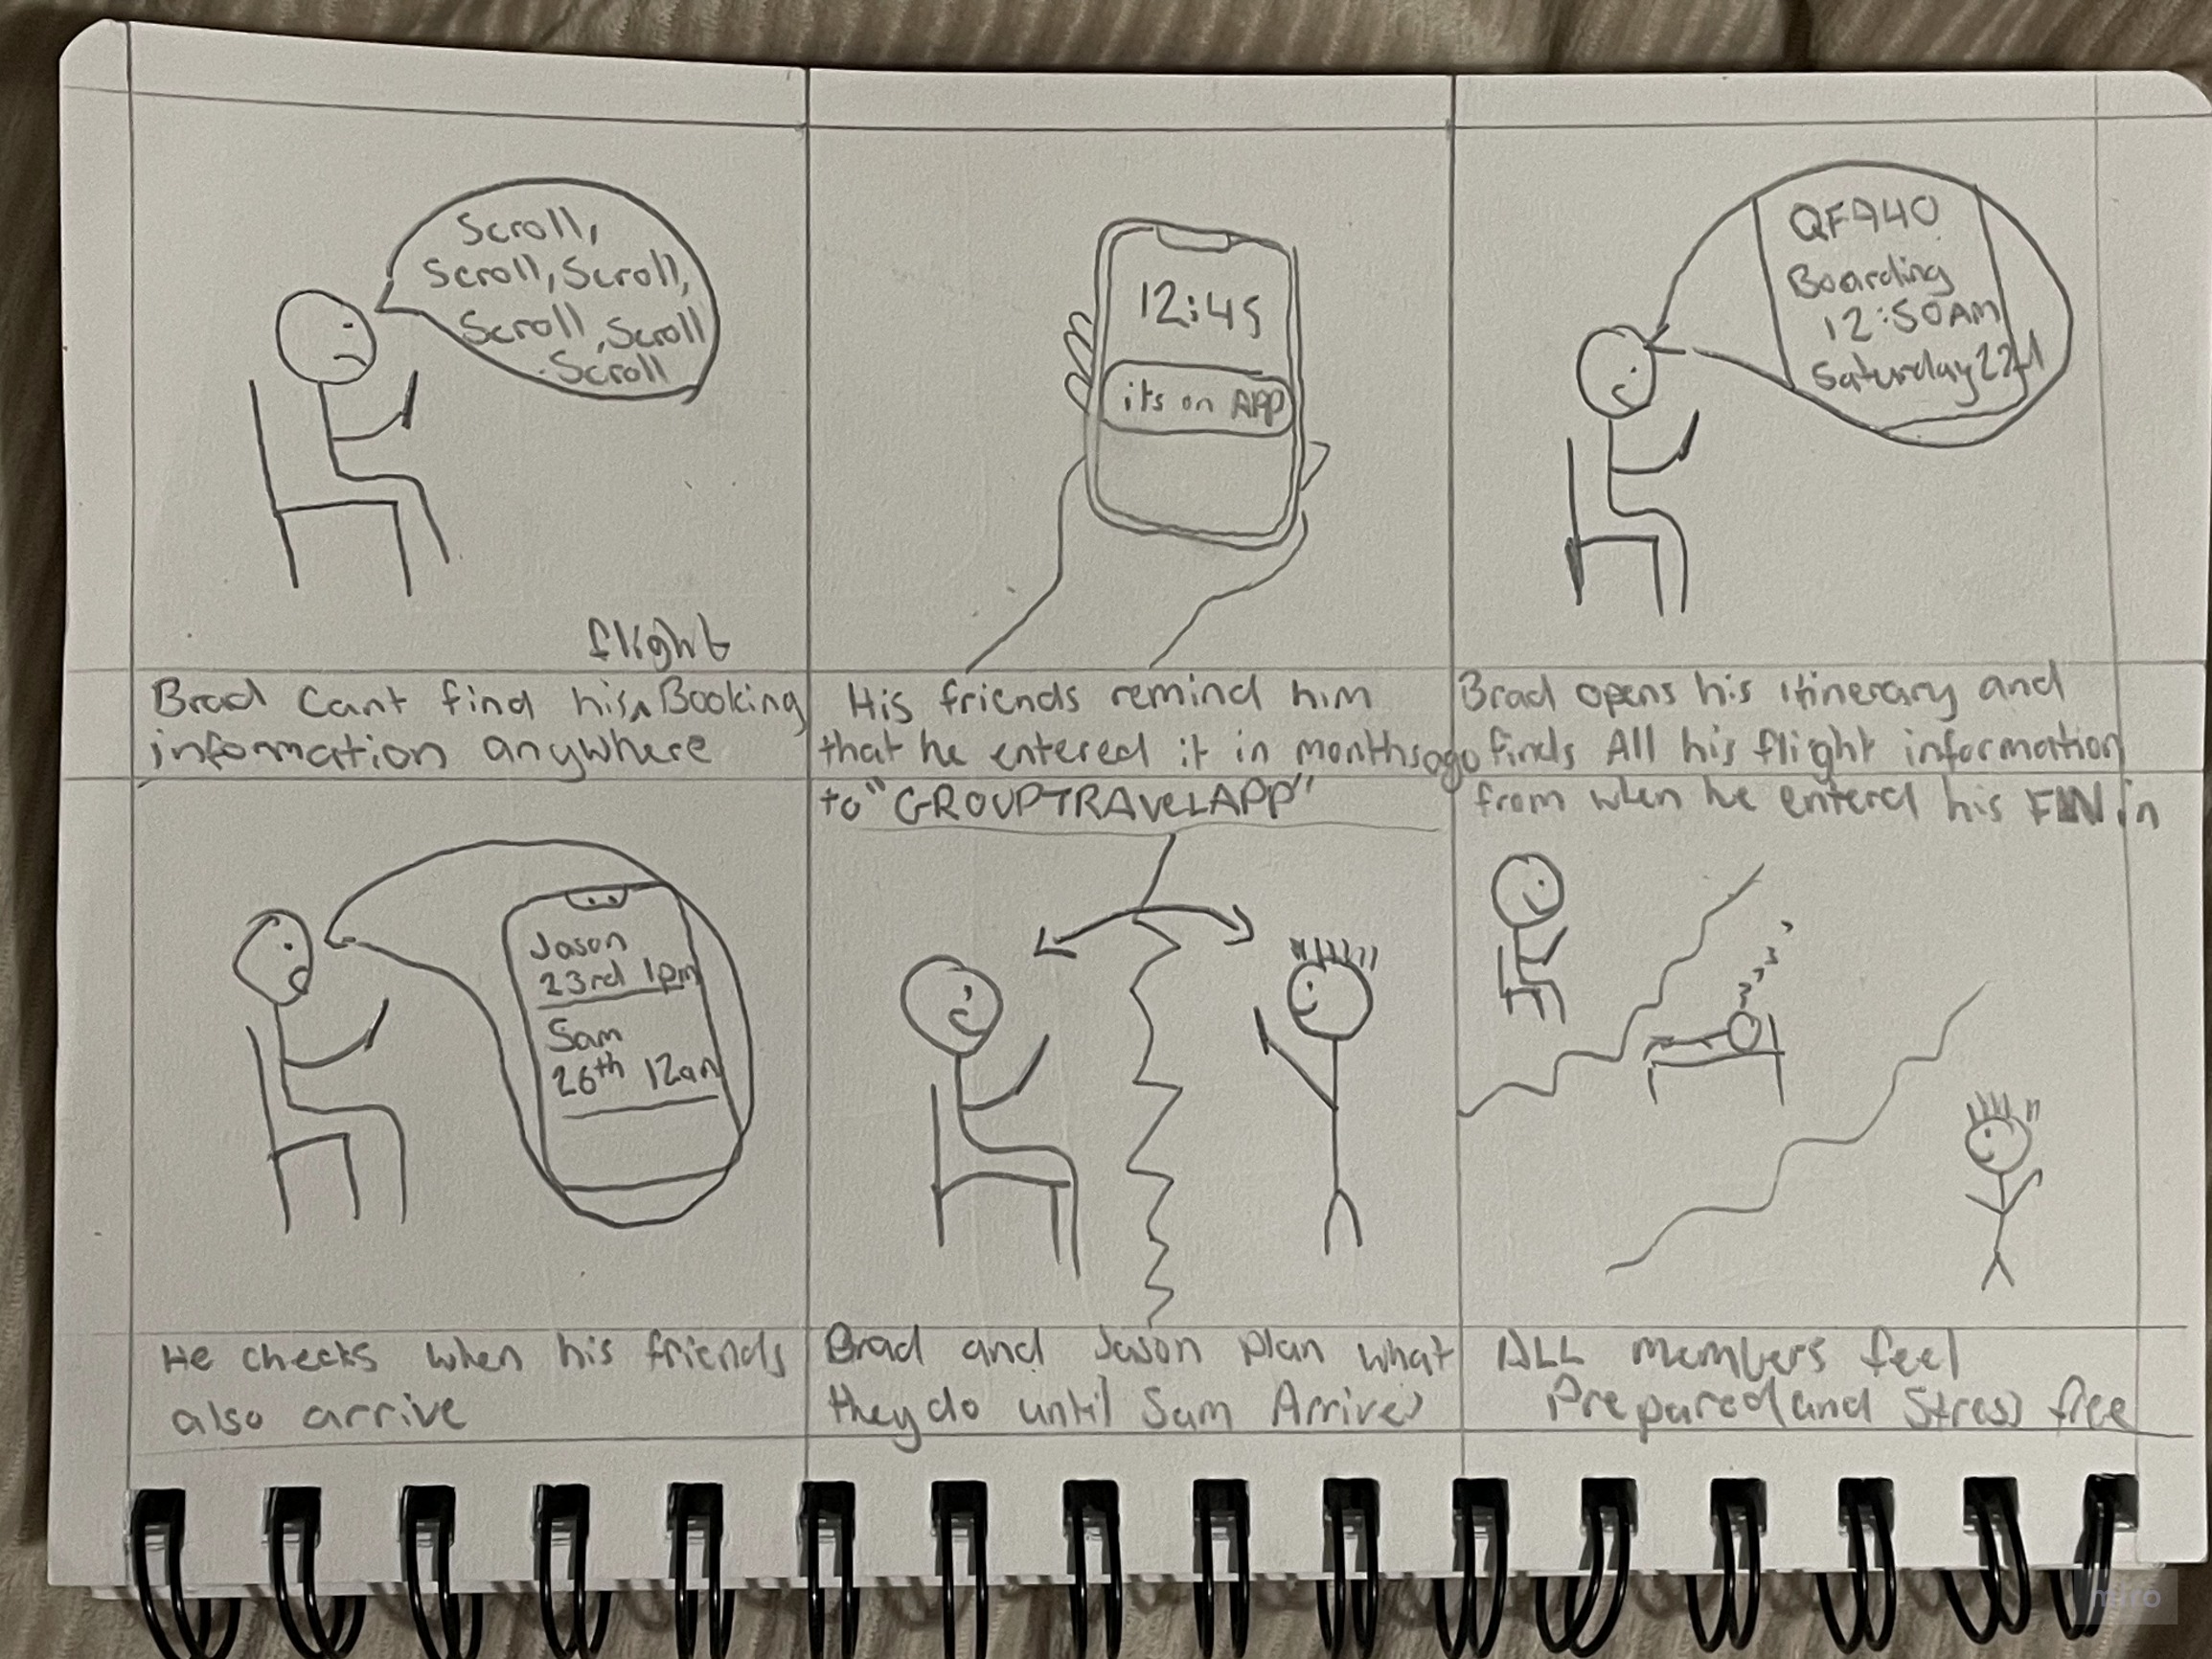 Scroll,
Scroll, Scroll,
Scroll, Scroll
Scroll
flight
Brad Cant find his ^ Booking
information anywhere
12:45
its on APP
His friends remind him
that he entered it in months ago
to "GROUPTRAVELAPP"
QFA40
Boarding
12:50AM
Saturday 22
Brad opens his itinerary and
finds All his flight information
from when he enterd his in
Jason
23rd 1pm
Sam
26th 12am
He checks when his friends
also arrive
Brad and Jason plan what
they do until Sam Arrives
ALL members feel
Prepared and Stress free
miro